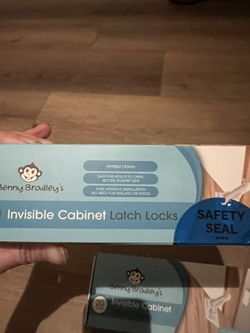 INVISIBLE DESIGN
EASY FOR ADULTS TO OPEN,
SECURE AGAINST KIDS
EASY ADHESIVE INSTALLATION
NO NEED FOR DRILLING OR TOOLS
Benny Bradley's
Invisible Cabinet Latch Locks
SAFETY
SEAL
Benny Bradley's
Invisible Cabinet